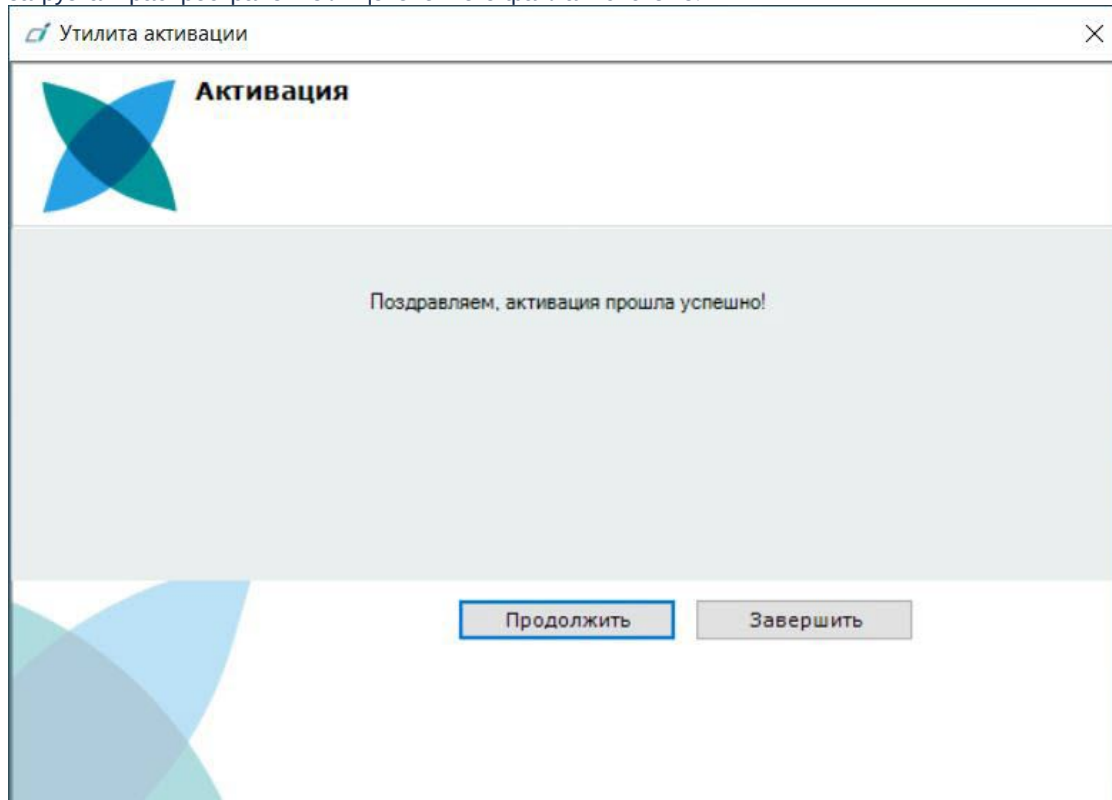 Утилита активации
Активация
Поздравляем, активация прошла успешно!
Продолжить
Завершить